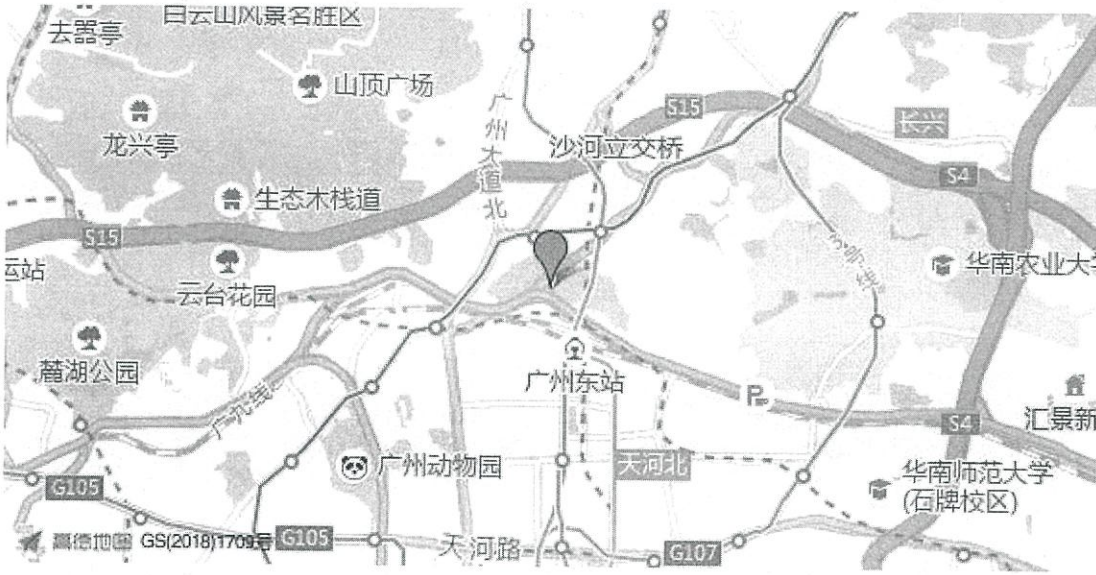 白云山风景名胜区
去嚣亭
山顶广场
广州大道北
S15
长兴
龙兴亭
沙河立交桥
S4
生态木栈道
S15
华南农业大学
云台花园
麓湖公园
广州东站
P
广九线
汇景新
S4
广州动物园
天河北
华南师范大学
(石牌校区)
G105
高德地图 GS(2018)1709号
G105
天河路
G107